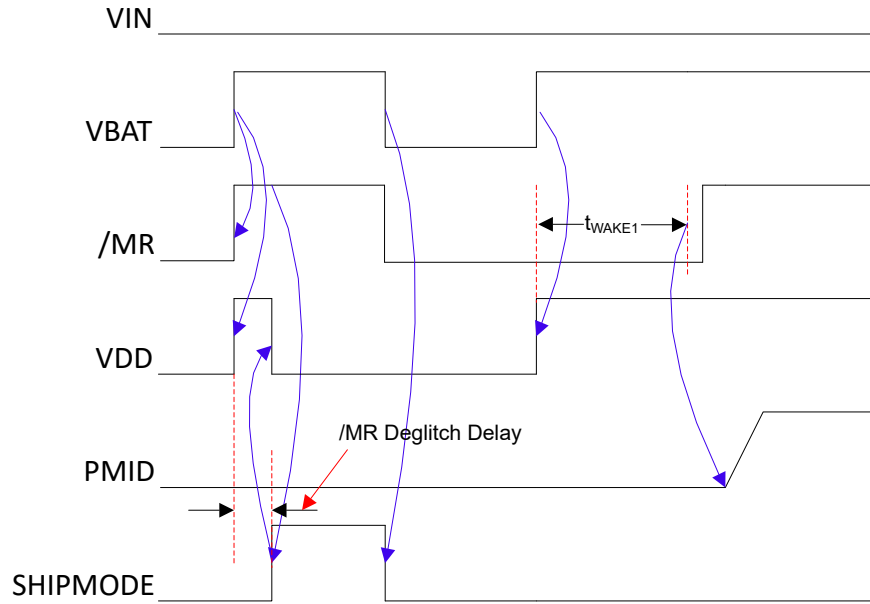 VIN
VBAT
/MR
tWAKE1
VDD
/MR Deglitch Delay
PMID
SHIPMODE